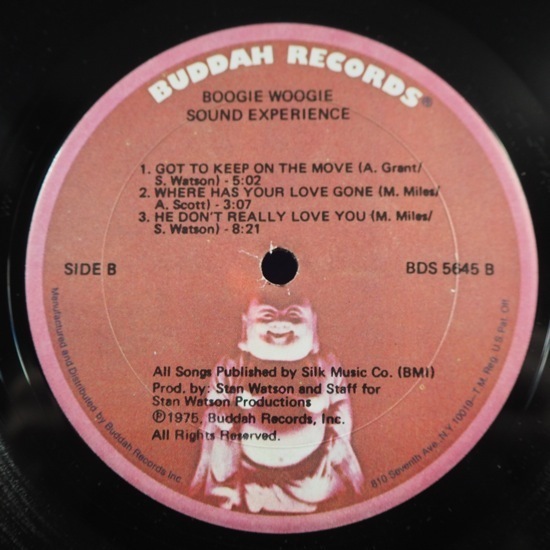 BUDDAH RECORDS®
BOOGIE WOOGIE
SOUND EXPERIENCE
1. GOT TO KEEP ON THE MOVE (A. Grant/
S. Watson) - 5:02
2. WHERE HAS YOUR LOVE GONE (M. Miles/
A. Scott) - 3:07
3. HE DON'T REALLY LOVE YOU (M. Miles/
S. Watson) - 8:21
SIDE B
BDS 5645 B
All Songs Published by Silk Music Co. (BMI)
Prod. by: Stan Watson and Staff for
Stan Watson Productions
℗1975, Buddah Records, Inc.
All Rights Reserved.
Manufactured and Distributed by Buddah Records Inc.
810 Seventh Ave., N.Y. 10019 - T.M. Reg. U.S. Pat. Off.